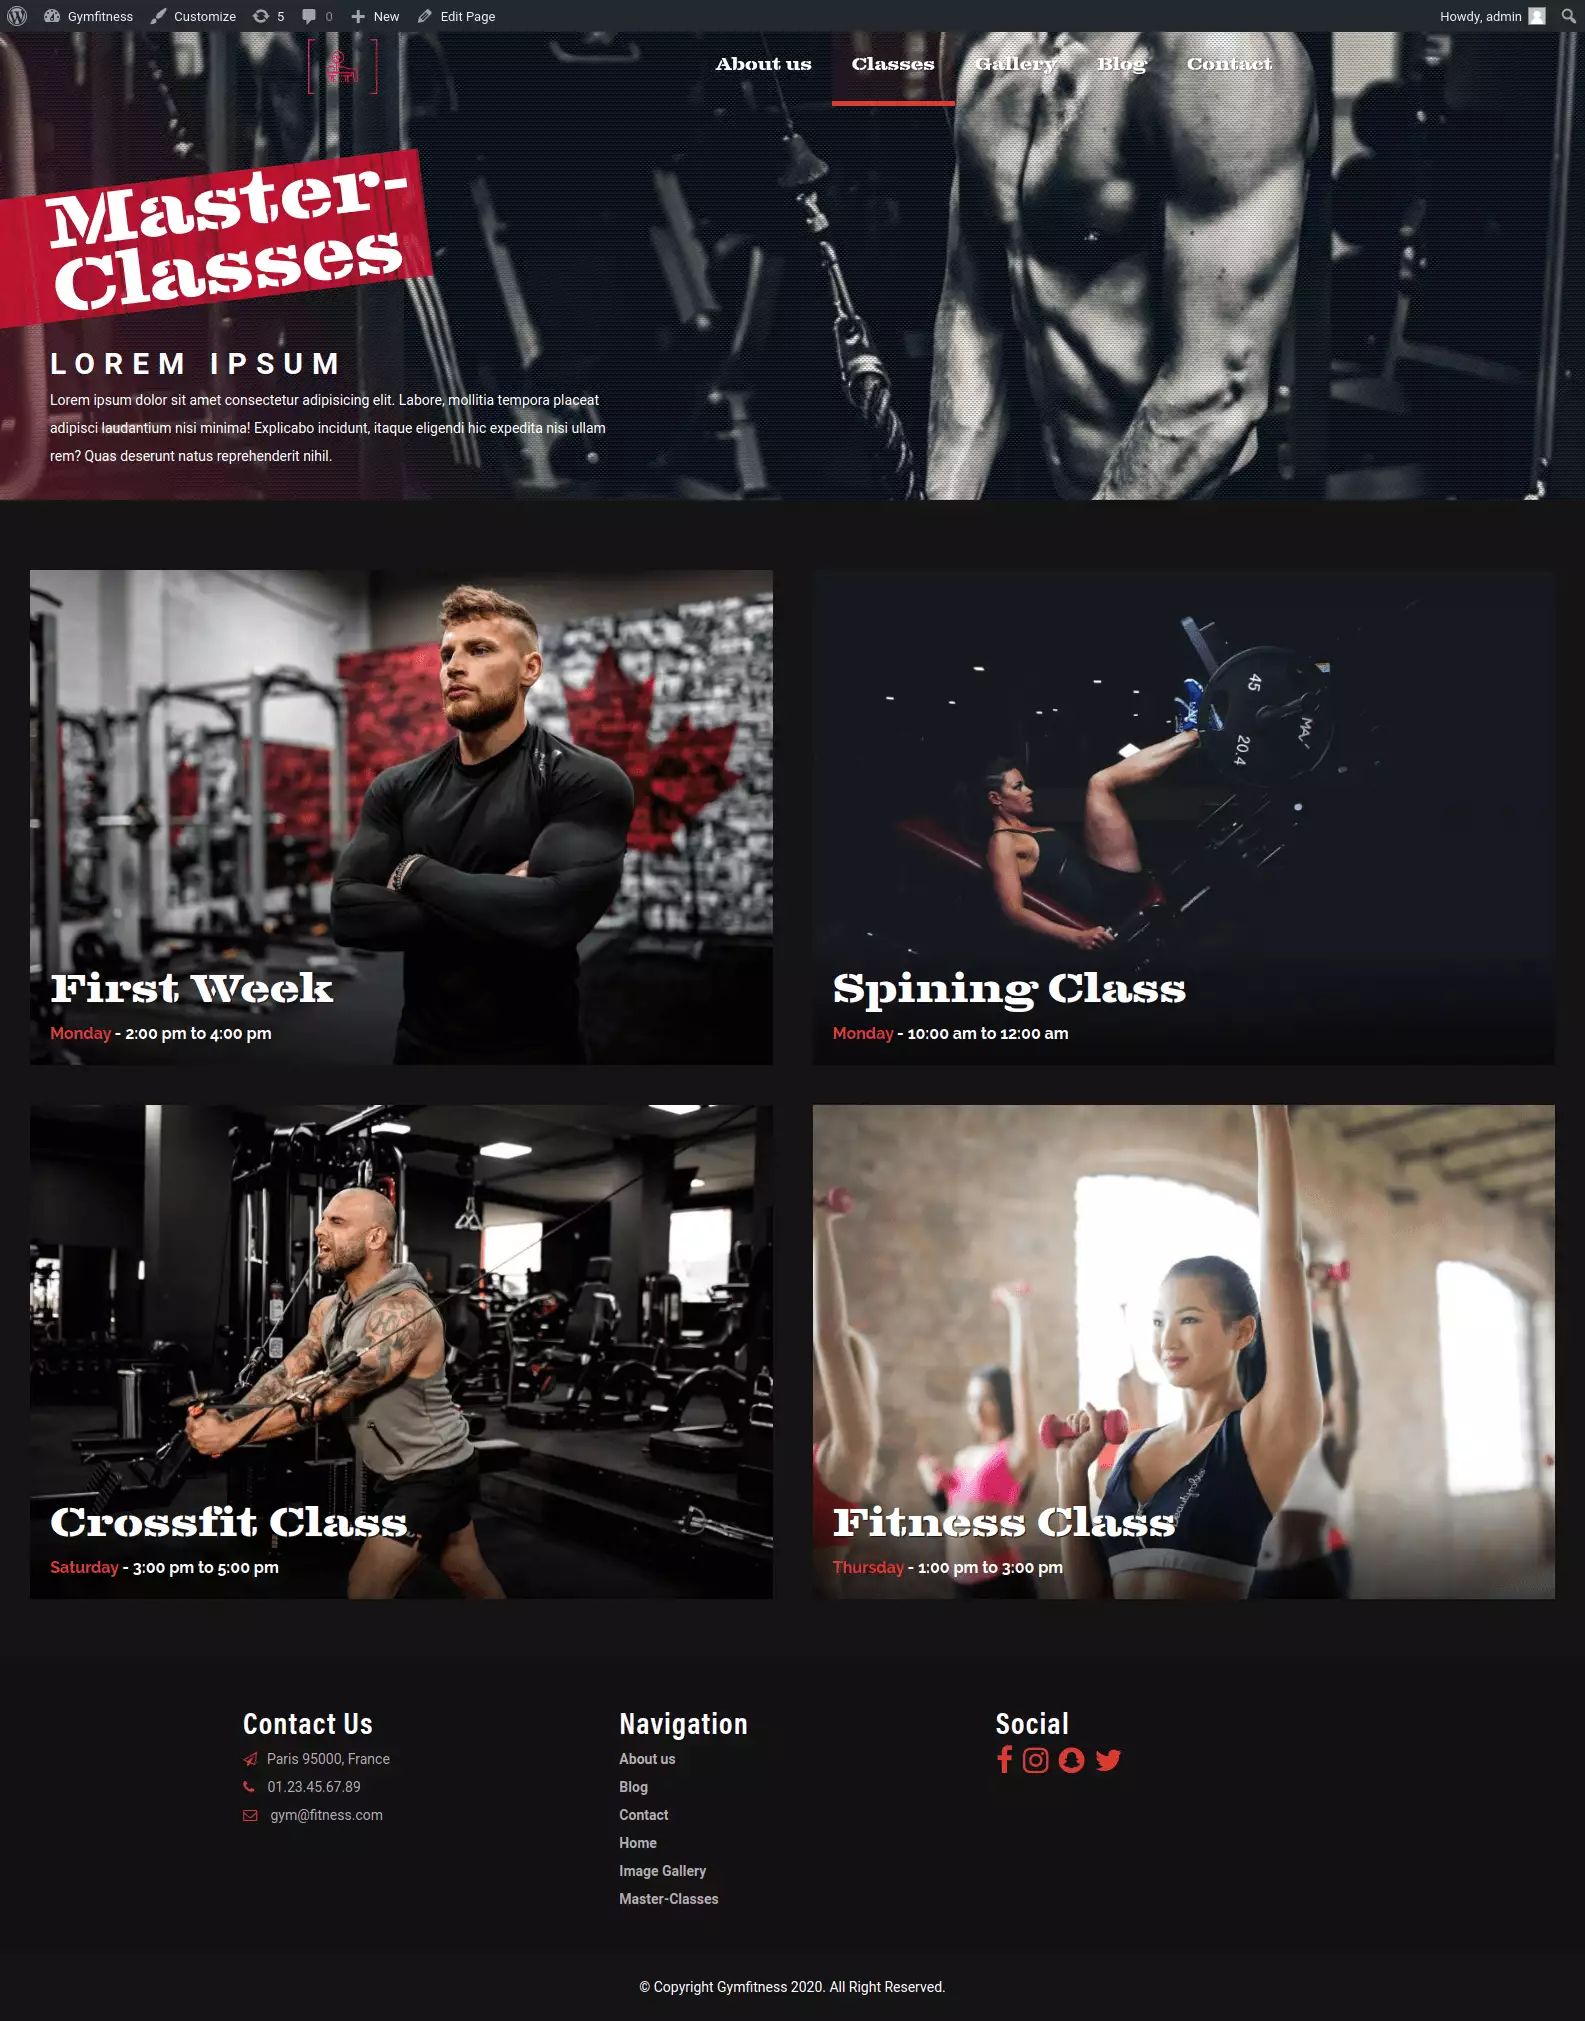 Gymfitness Customize 5 0 New Edit Page Howdy, admin
About us Classes Gallery Blog Contact
Master-
Classes
LOREM IPSUM
Lorem ipsum dolor sit amet consectetur adipisicing elit. Labore, mollitia tempora placeat
adipisci laudantium nisi minima! Explicabo incidunt, itaque eligendi hic expedita nisi ullam
rem? Quas deserunt natus reprehenderit nihil.
First Week
Monday - 2:00 pm to 4:00 pm
45
20.4
Spining Class
Monday - 10:00 am to 12:00 am
Crossfit Class
Saturday - 3:00 pm to 5:00 pm
Fitness Class
Thursday - 1:00 pm to 3:00 pm
Contact Us
Paris 95000, France
01.23.45.67.89
gym@fitness.com
Navigation
About us
Blog
Contact
Home
Image Gallery
Master-Classes
Social
© Copyright Gymfitness 2020. All Right Reserved.